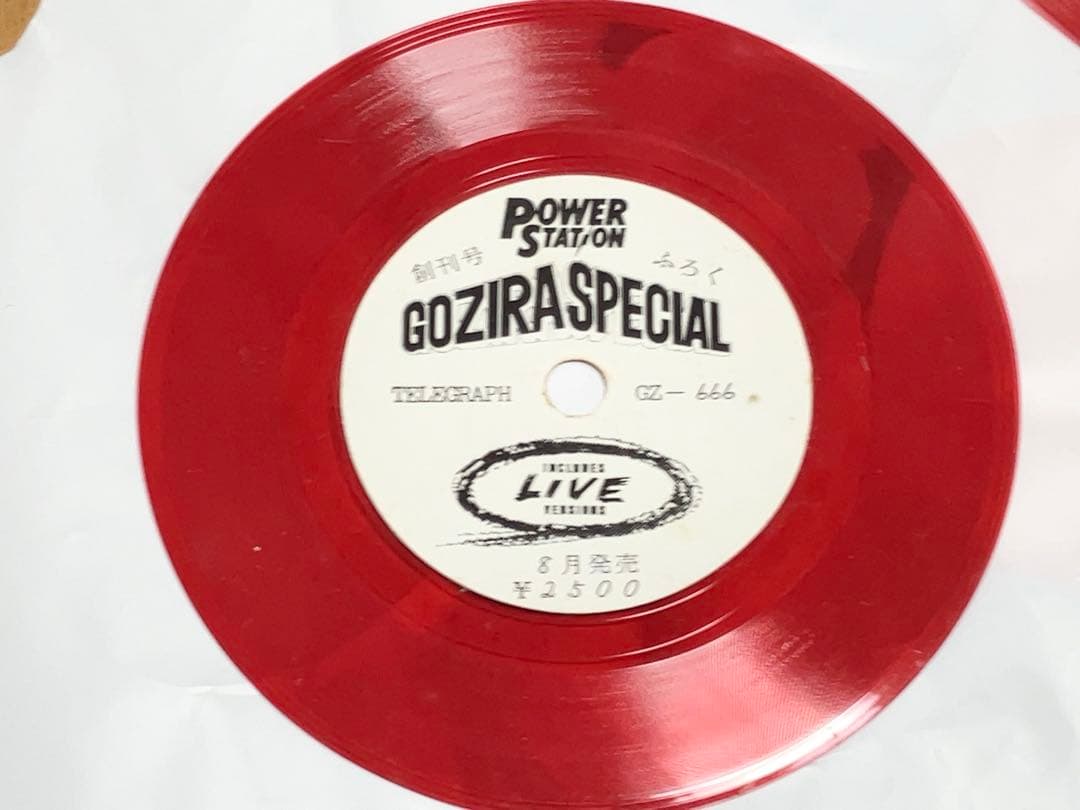 POWER
STATION
創刊号 ふろく
GOZIRA SPECIAL
TELEGRAPH GZ- 666
INCLUDES
LIVE
VERSIONS
8月発売
¥2500